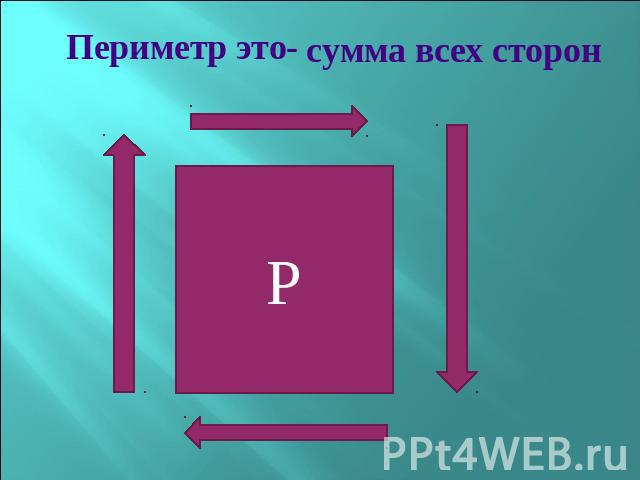 Периметр это- сумма всех сторон
Р
PPt4WEB.ru